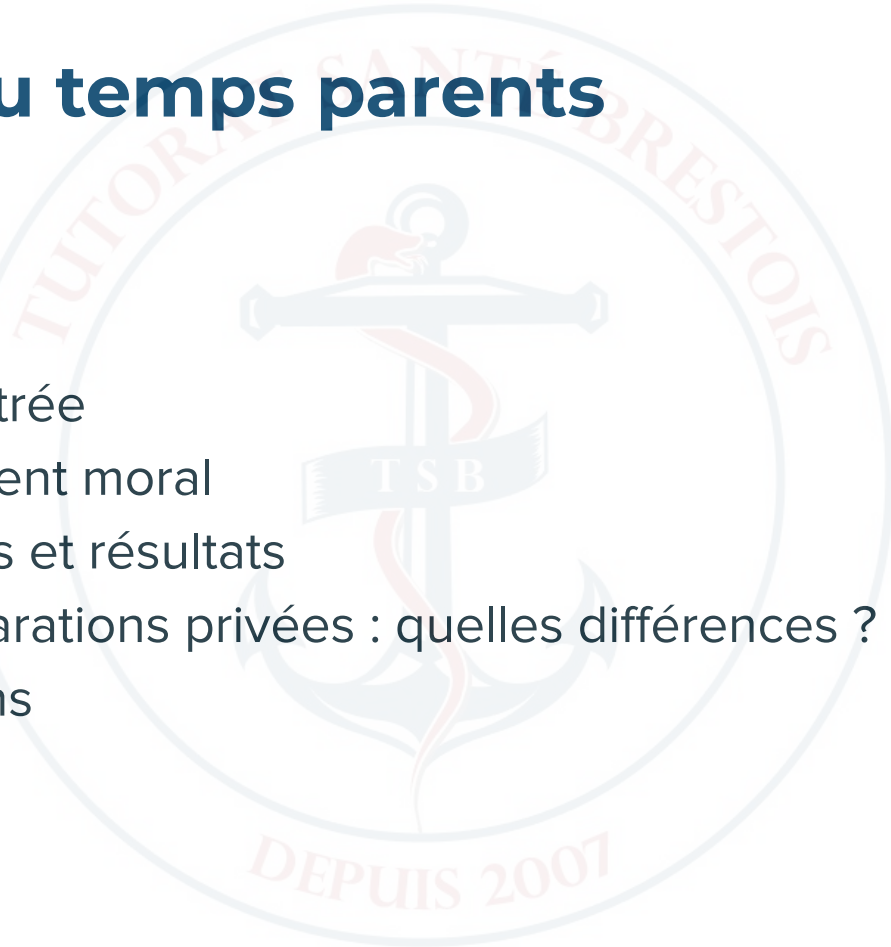 u temps parents
TUTORAT SANTÉ BRESTOIS
trée
ent moral
TSB
s et résultats
arations privées : quelles différences ?
ns
DEPUIS 2007